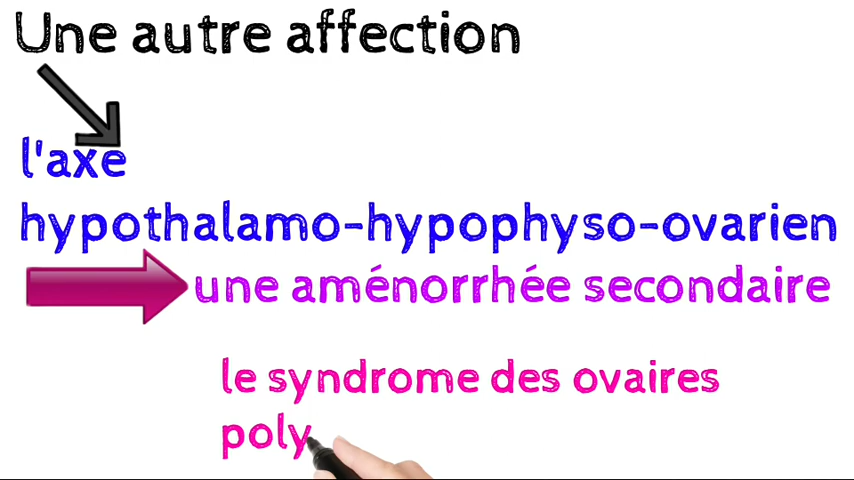 Une autre affection
l'axe
hypothalamo-hypophyso-ovarien
une aménorrhée secondaire
le syndrome des ovaires
poly